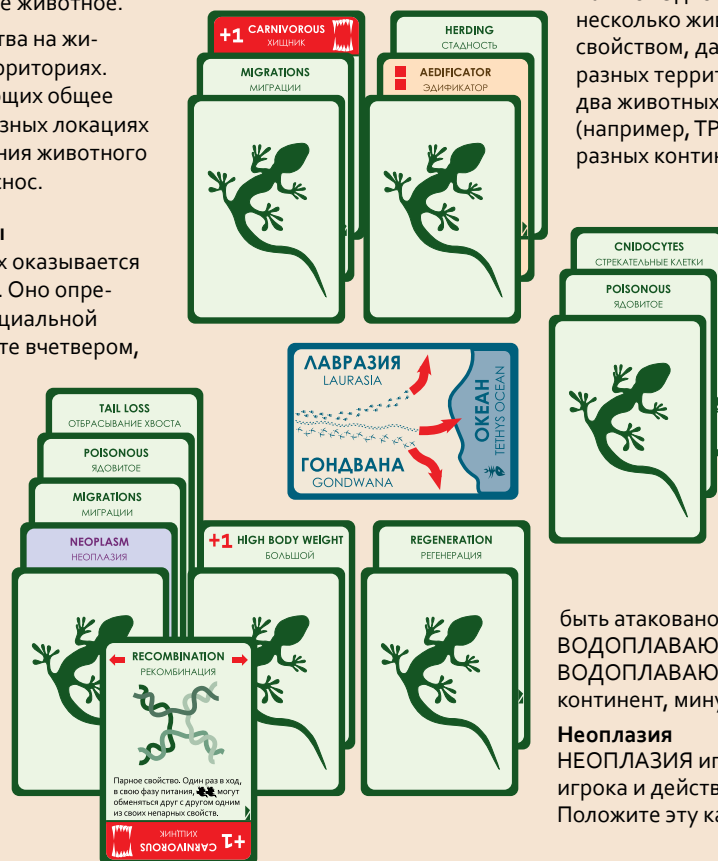 е животное.
тва на жи-
рриториях.
ющих общее
зных локациях
ния животного
нос.
ы
х оказывается
. Оно опре-
циальной
те вчетвером,
+1 CARNIVOROUS
ХИЩНИК
MIGRATIONS
МИГРАЦИИ
HERDING
СТАДНОСТЬ
AEDIFICATOR
ЭДИФИКАТОР
несколько жив
свойством, да
разных террит
два животных
(например, ТР
разных контин
CNIDOCYTES
СТРЕКАТЕЛЬНЫЕ КЛЕТКИ
POISONOUS
ЯДОВИТОЕ
ЛАВРАЗИЯ
LAURASIA
ГОНДВАНА
GONDWANA
ОКЕАН
TETHYS OCEAN
TAIL LOSS
ОТБРАСЫВАНИЕ ХВОСТА
POISONOUS
ЯДОВИТОЕ
MIGRATIONS
МИГРАЦИИ
NEOPLASM
НЕОПЛАЗИЯ
+1 HIGH BODY WEIGHT
БОЛЬШОЙ
REGENERATION
РЕГЕНЕРАЦИЯ
RECOMBINATION
РЕКОМБИНАЦИЯ
Парное свойство. Один раз в ход,
в свою фазу питания, могут
обменяться друг с другом одним
из своих непарных свойств.
ХИЩНИК
CARNIVOROUS +1
быть атаковано
ВОДОПЛАВАЮ
ВОДОПЛАВАЮ
континент, мину
Неоплазия
НЕОПЛАЗИЯ иг
игрока и действ
Положите эту ка